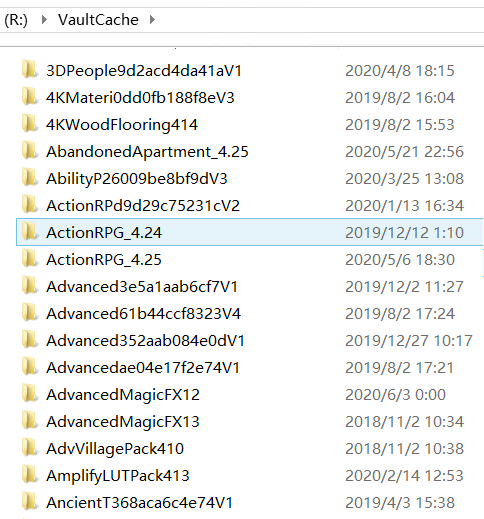 (R:) VaultCache
3DPeople9d2acd4da41aV1 2020/4/8 18:15
4KMateri0dd0fb188f8eV3 2019/8/2 16:04
4KWoodFlooring414 2019/8/2 15:53
AbandonedApartment_4.25 2020/5/21 22:56
AbilityP26009be8bf9dV3 2020/3/25 13:08
ActionRPd9d29c75231cV2 2020/1/13 16:34
ActionRPG_4.24 2019/12/12 1:10
ActionRPG_4.25 2020/5/6 18:30
Advanced3e5a1aab6cf7V1 2019/12/2 11:27
Advanced61b44ccf8323V4 2019/8/2 17:24
Advanced352aab084e0dV1 2019/12/27 10:17
Advancedae04e17f2e74V1 2019/8/2 17:21
AdvancedMagicFX12 2020/6/3 0:00
AdvancedMagicFX13 2018/11/2 10:34
AdvVillagePack410 2018/11/2 10:38
AmplifyLUTPack413 2020/2/14 12:53
AncientT368aca6c4e74V1 2019/4/3 15:38